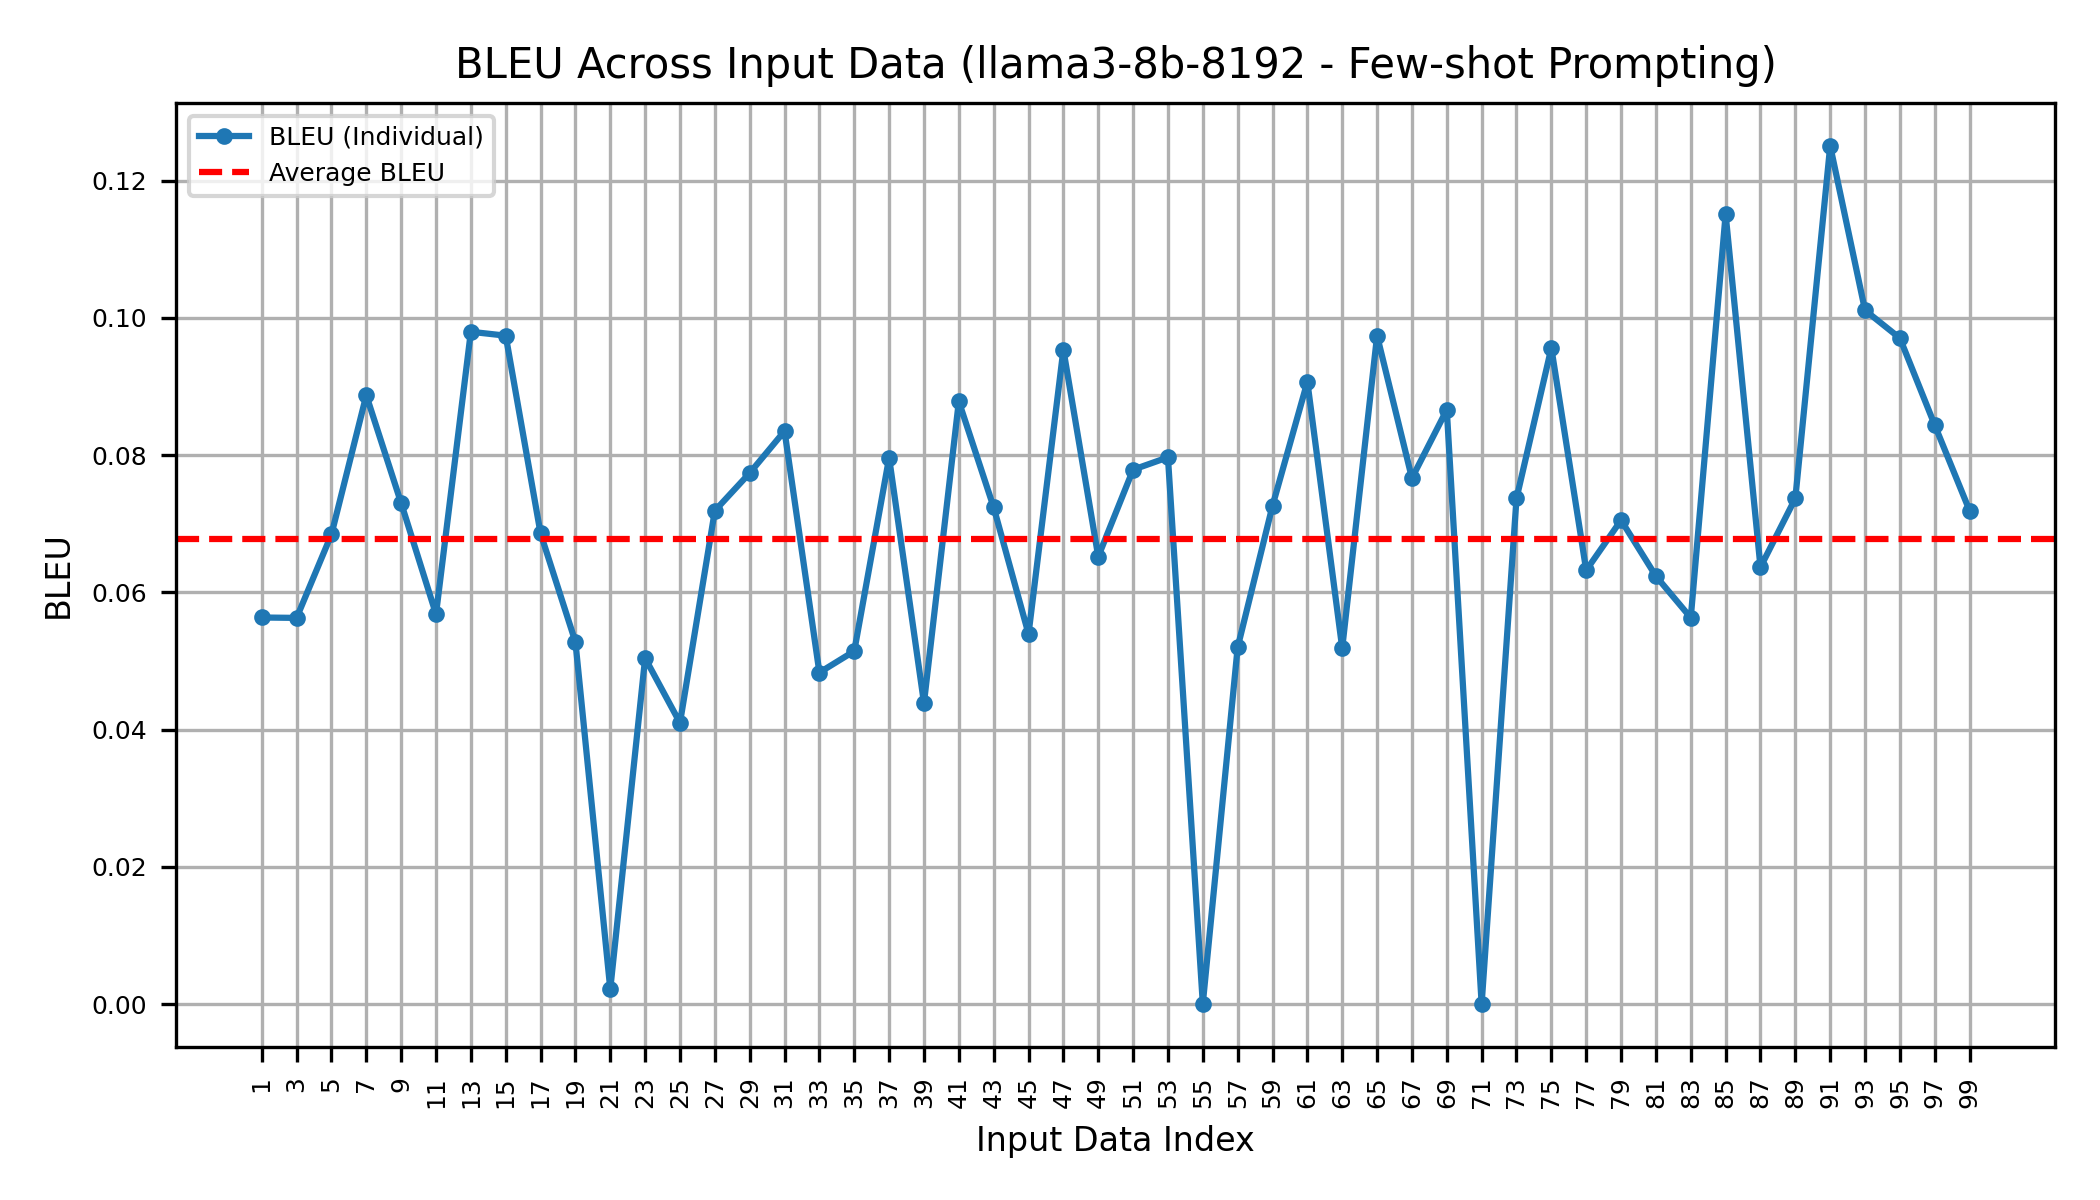 BLEU Across Input Data (llama3-8b-8192 - Few-shot Prompting)
BLEU (Individual)
Average BLEU
0.12
0.10
0.08
0.06
0.04
0.02
0.00
BLEU
1 3 5 7 9 11 13 15 17 19 21 23 25 27 29 31 33 35 37 39 41 43 45 47 49 51 53 55 57 59 61 63 65 67 69 71 73 75 77 79 81 83 85 87 89 91 93 95 97 99
Input Data Index